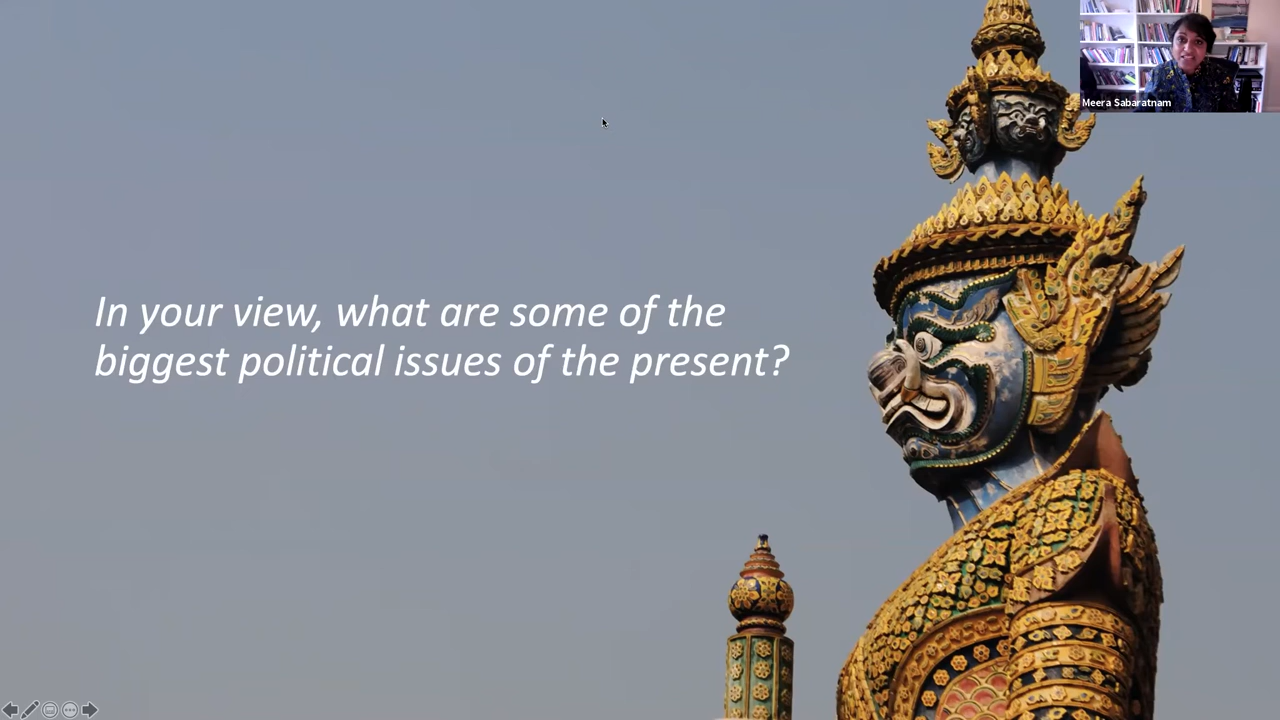 Meera Sabaratnam
In your view, what are some of the
biggest political issues of the present?